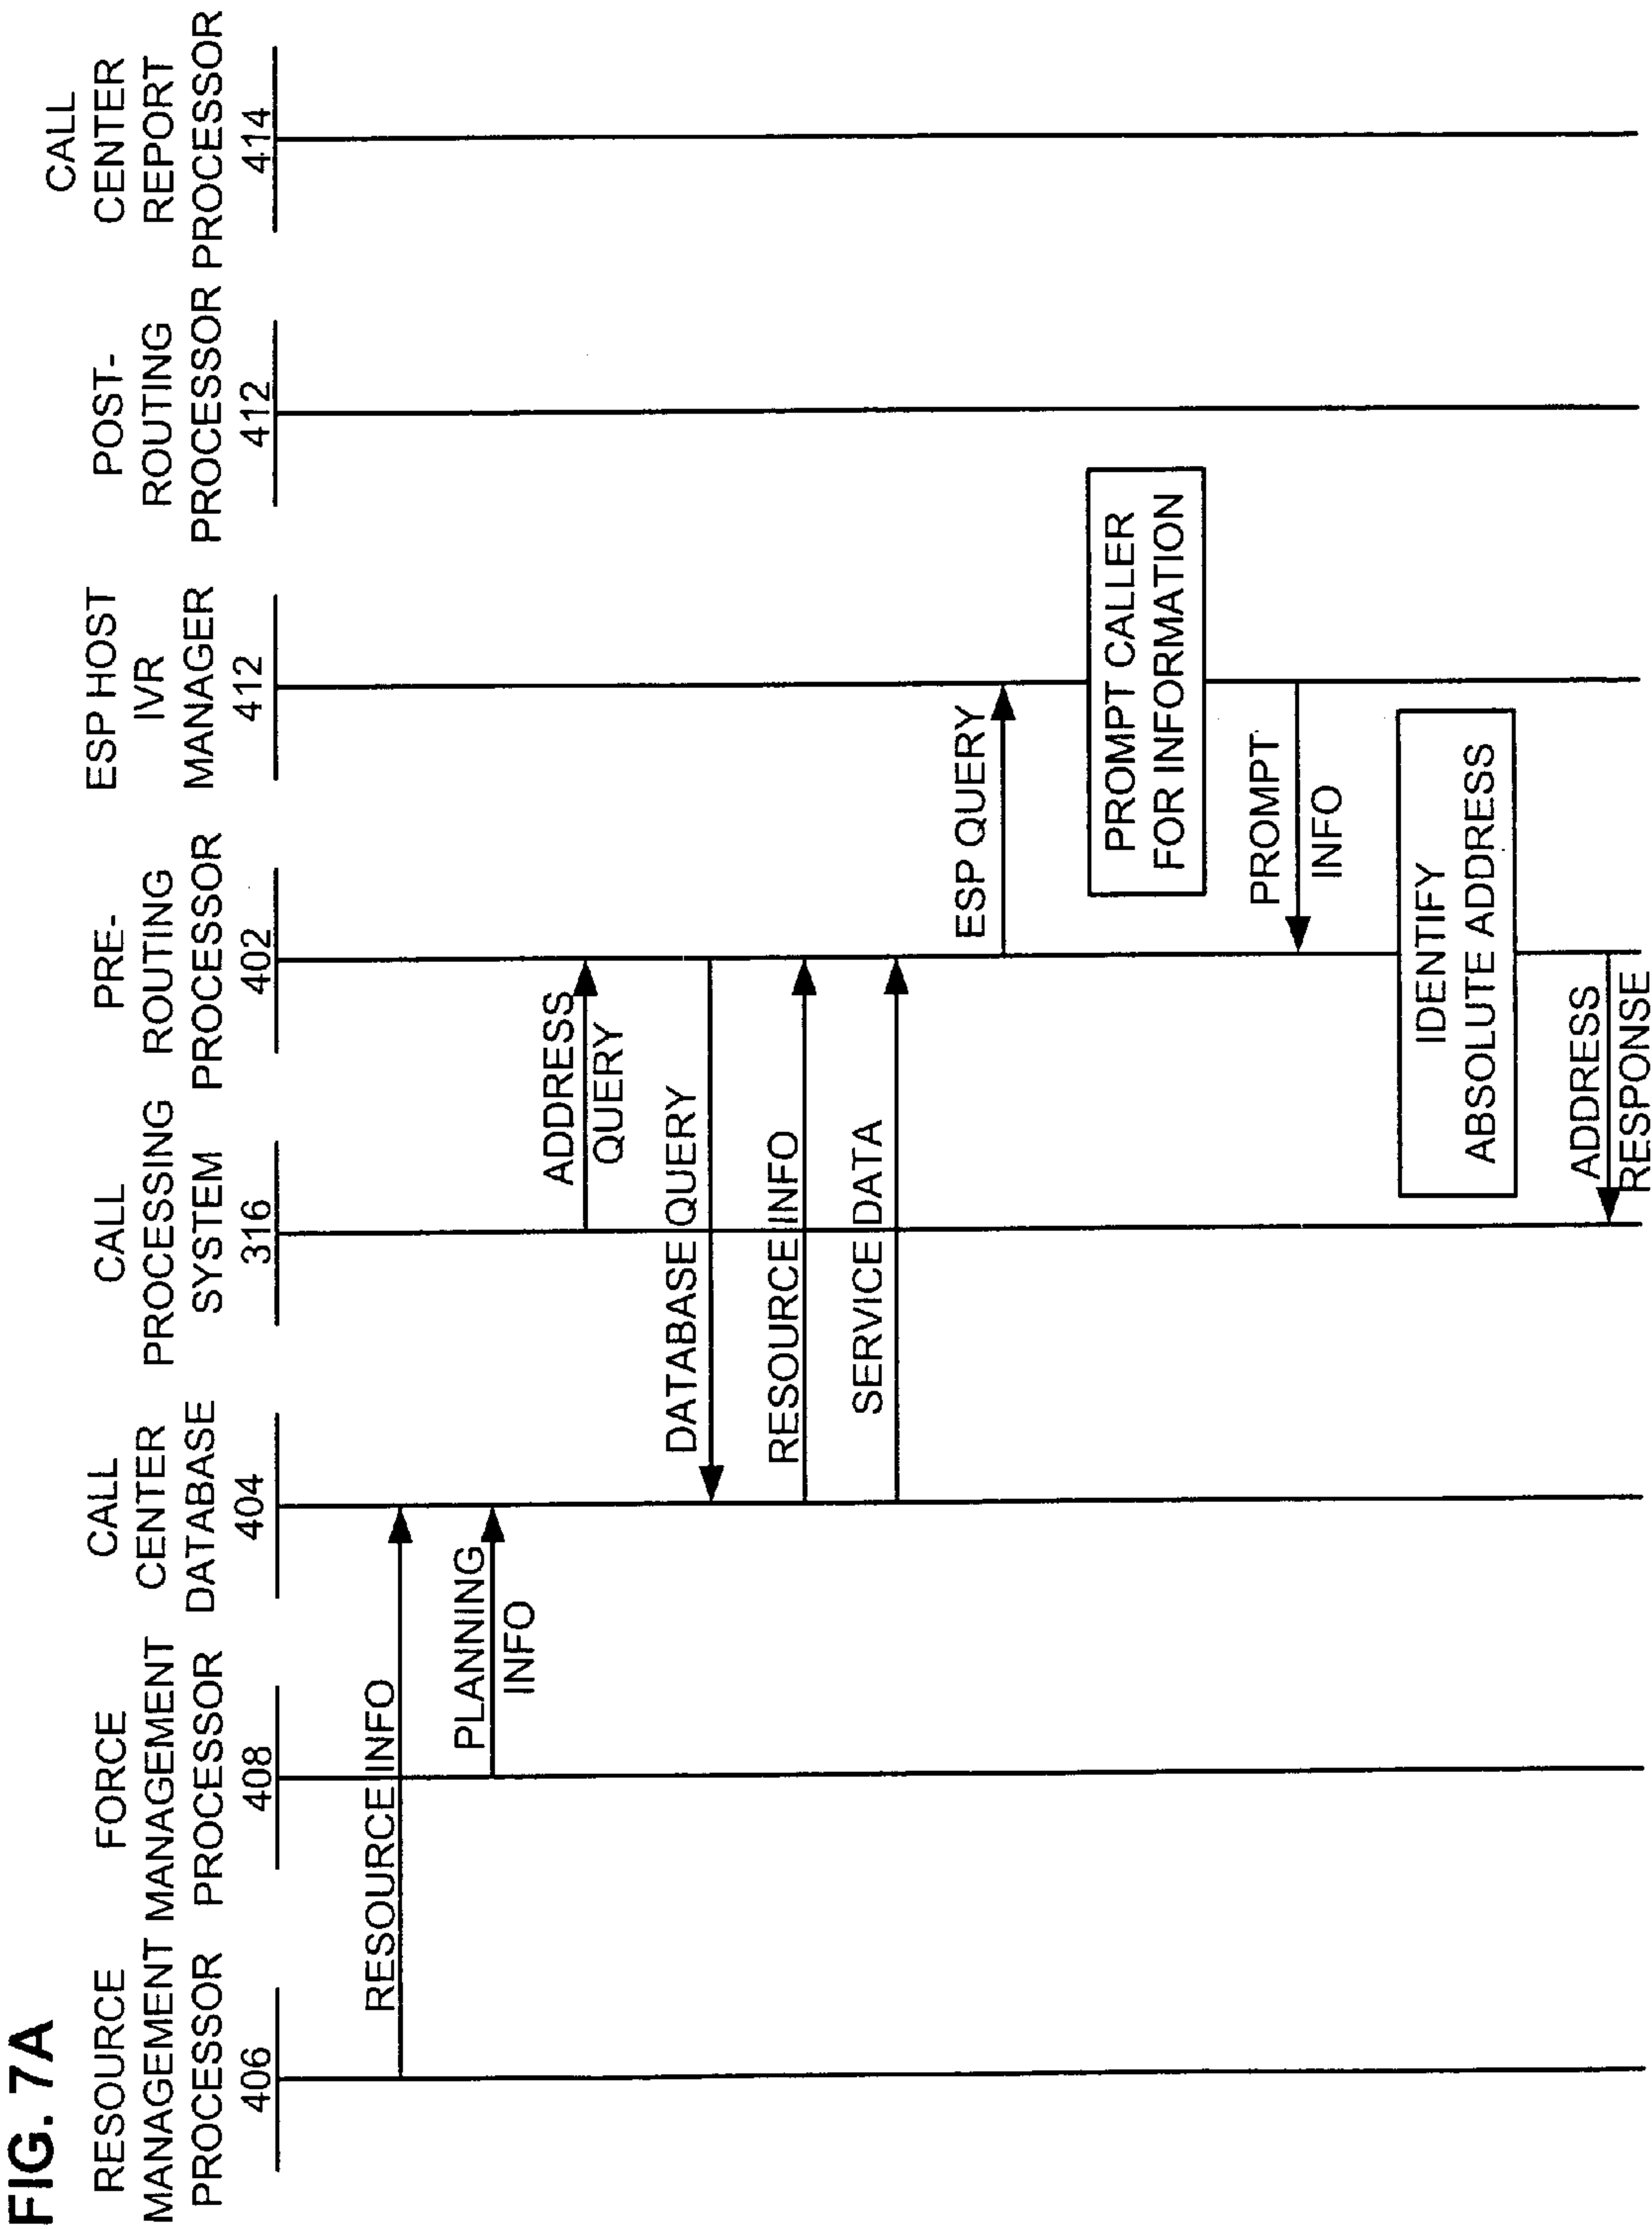 FIG. 7A
RESOURCE
MANAGEMENT
PROCESSOR
406
FORCE
MANAGEMENT
PROCESSOR
408
CALL
CENTER
DATABASE
404
CALL
PROCESSING
SYSTEM
316
PRE-
ROUTING
PROCESSOR
402
ESP HOST
IVR
MANAGER
412
POST-
ROUTING
PROCESSOR
412
CALL
CENTER
REPORT
PROCESSOR
414
RESOURCE INFO
PLANNING
INFO
ADDRESS
QUERY
DATABASE QUERY
RESOURCE INFO
SERVICE DATA
ESP QUERY
PROMPT CALLER
FOR INFORMATION
PROMPT
INFO
IDENTIFY
ABSOLUTE ADDRESS
ADDRESS
RESPONSE